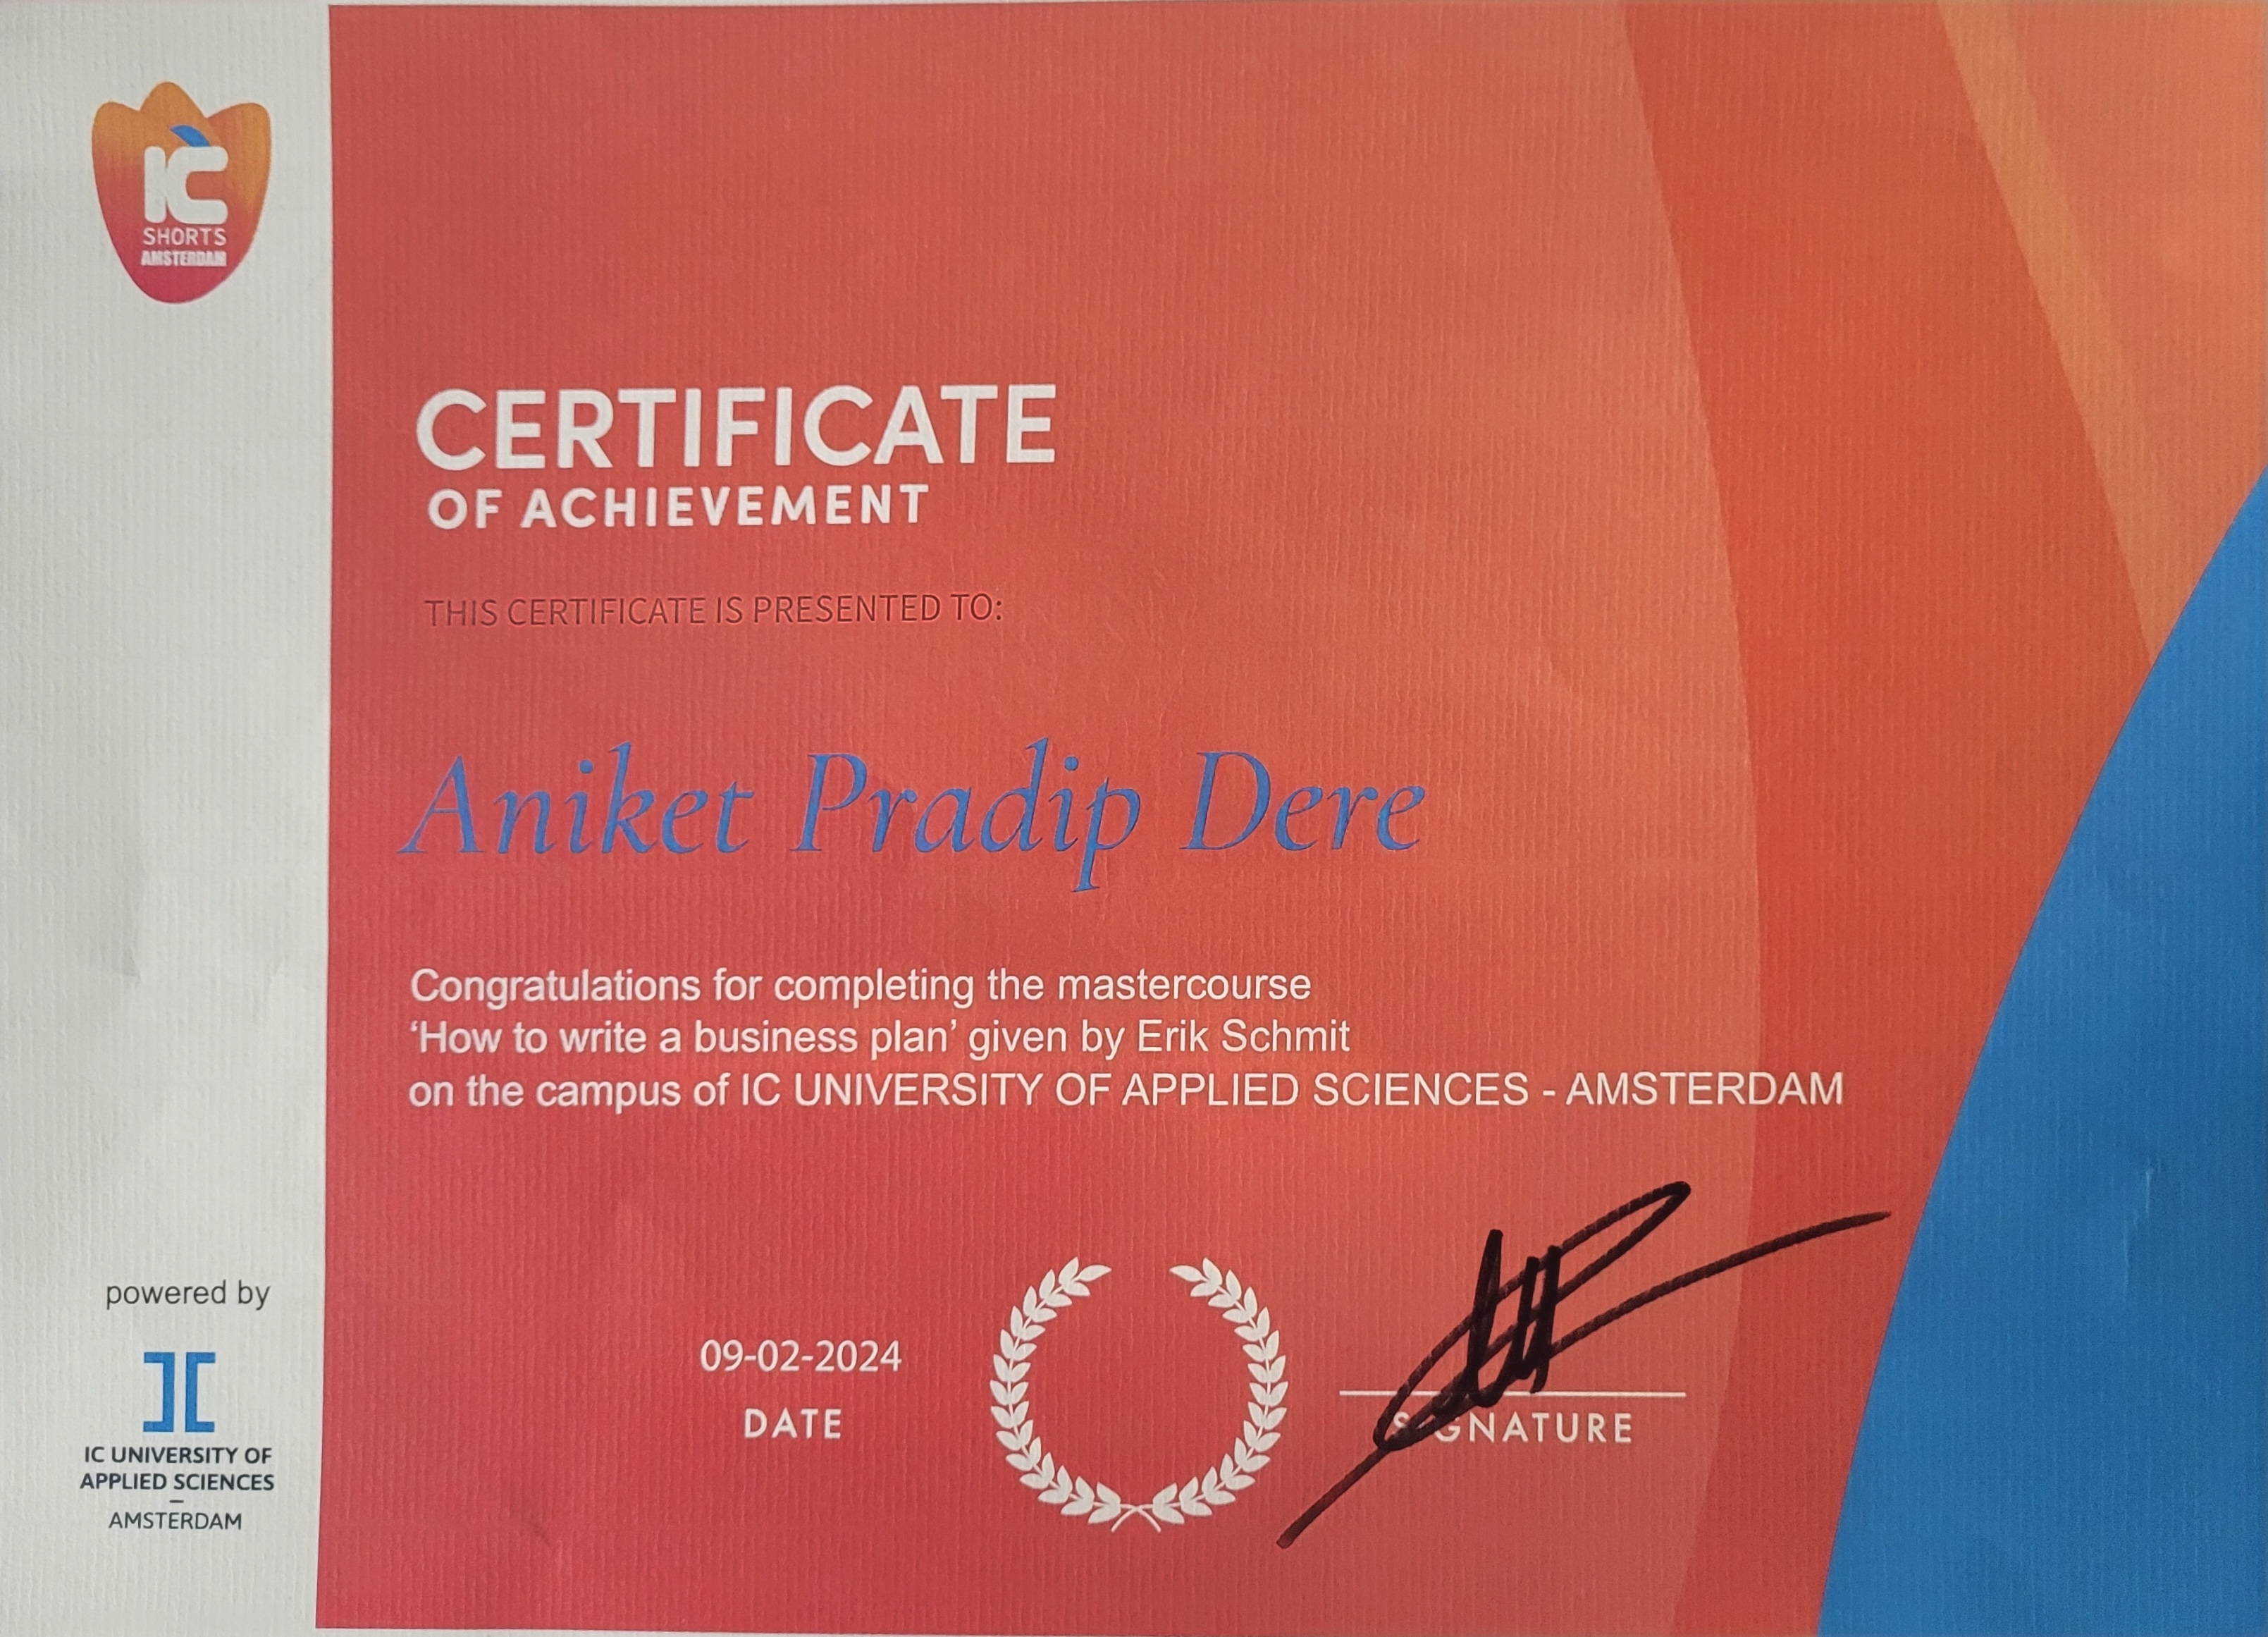 IC
SHORTS
AMSTERDAM
CERTIFICATE
OF ACHIEVEMENT
THIS CERTIFICATE IS PRESENTED TO:
Aniket Pradip Dere
Congratulations for completing the mastercourse
‘How to write a business plan’ given by Erik Schmit
on the campus of IC UNIVERSITY OF APPLIED SCIENCES - AMSTERDAM
powered by
IC UNIVERSITY OF
APPLIED SCIENCES
–
AMSTERDAM
09-02-2024
DATE
SIGNATURE